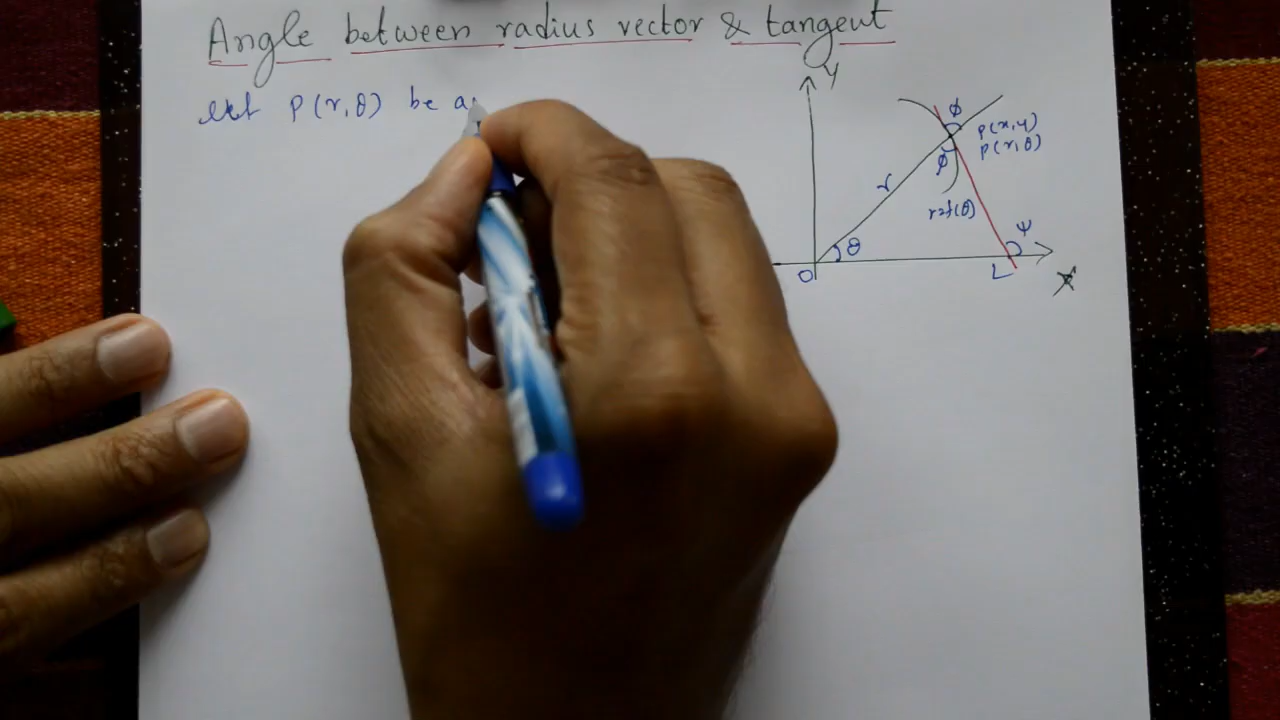 Angle between radius vector & tangent
Let P(r,θ) be a
Y
ϕ
P(x,y)
P(r,θ)
ϕ
r
r=f(θ)
θ
ψ
O
L
X